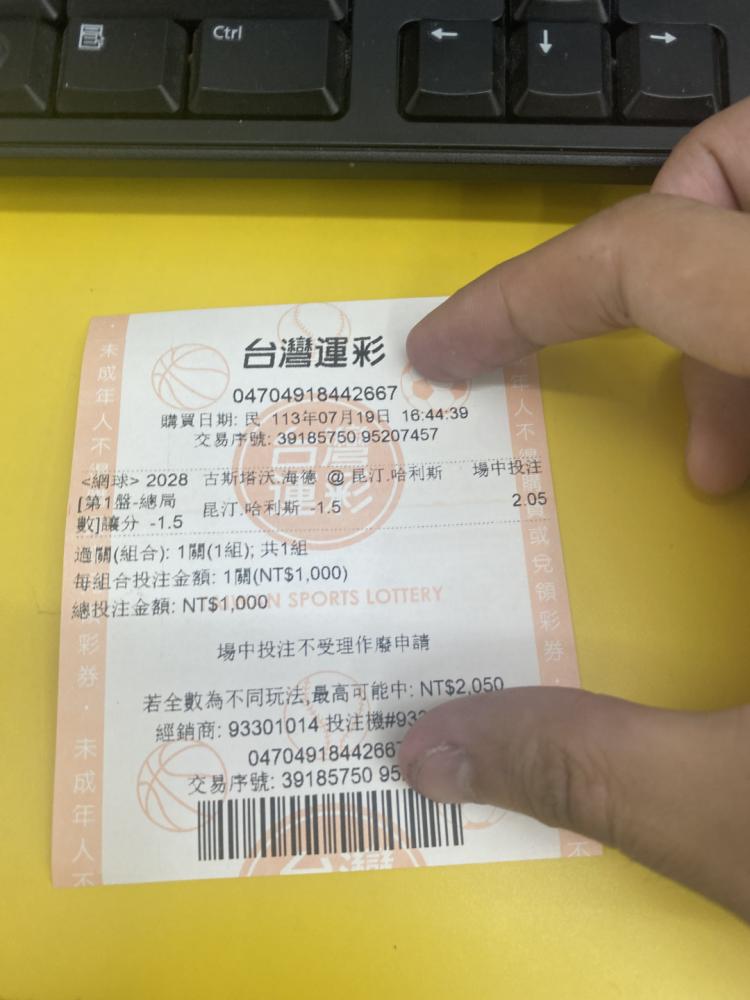 Ctrl
台灣運彩
04704918442667
購買日期: 民 113年07月19日 16:44:39
交易序號: 39185750 95207457
<網球> 2028 古斯塔沃.海德 @ 昆汀.哈利斯 場中投注
[第1盤-總局
數]讓分 -1.5 昆汀.哈利斯 -1.5 2.05
過關(組合): 1關(1組); 共1組
每組合投注金額: 1關(NT$1,000)
總投注金額: NT$1,000
SPORTS LOTTERY
場中投注不受理作廢申請
若全數為不同玩法,最高可能中: NT$2,050
經銷商: 93301014 投注機#933
0470491844266
交易序號: 39185750 95
未成年人不得
彩券・未成年人不
年人不得購買或兌領彩券